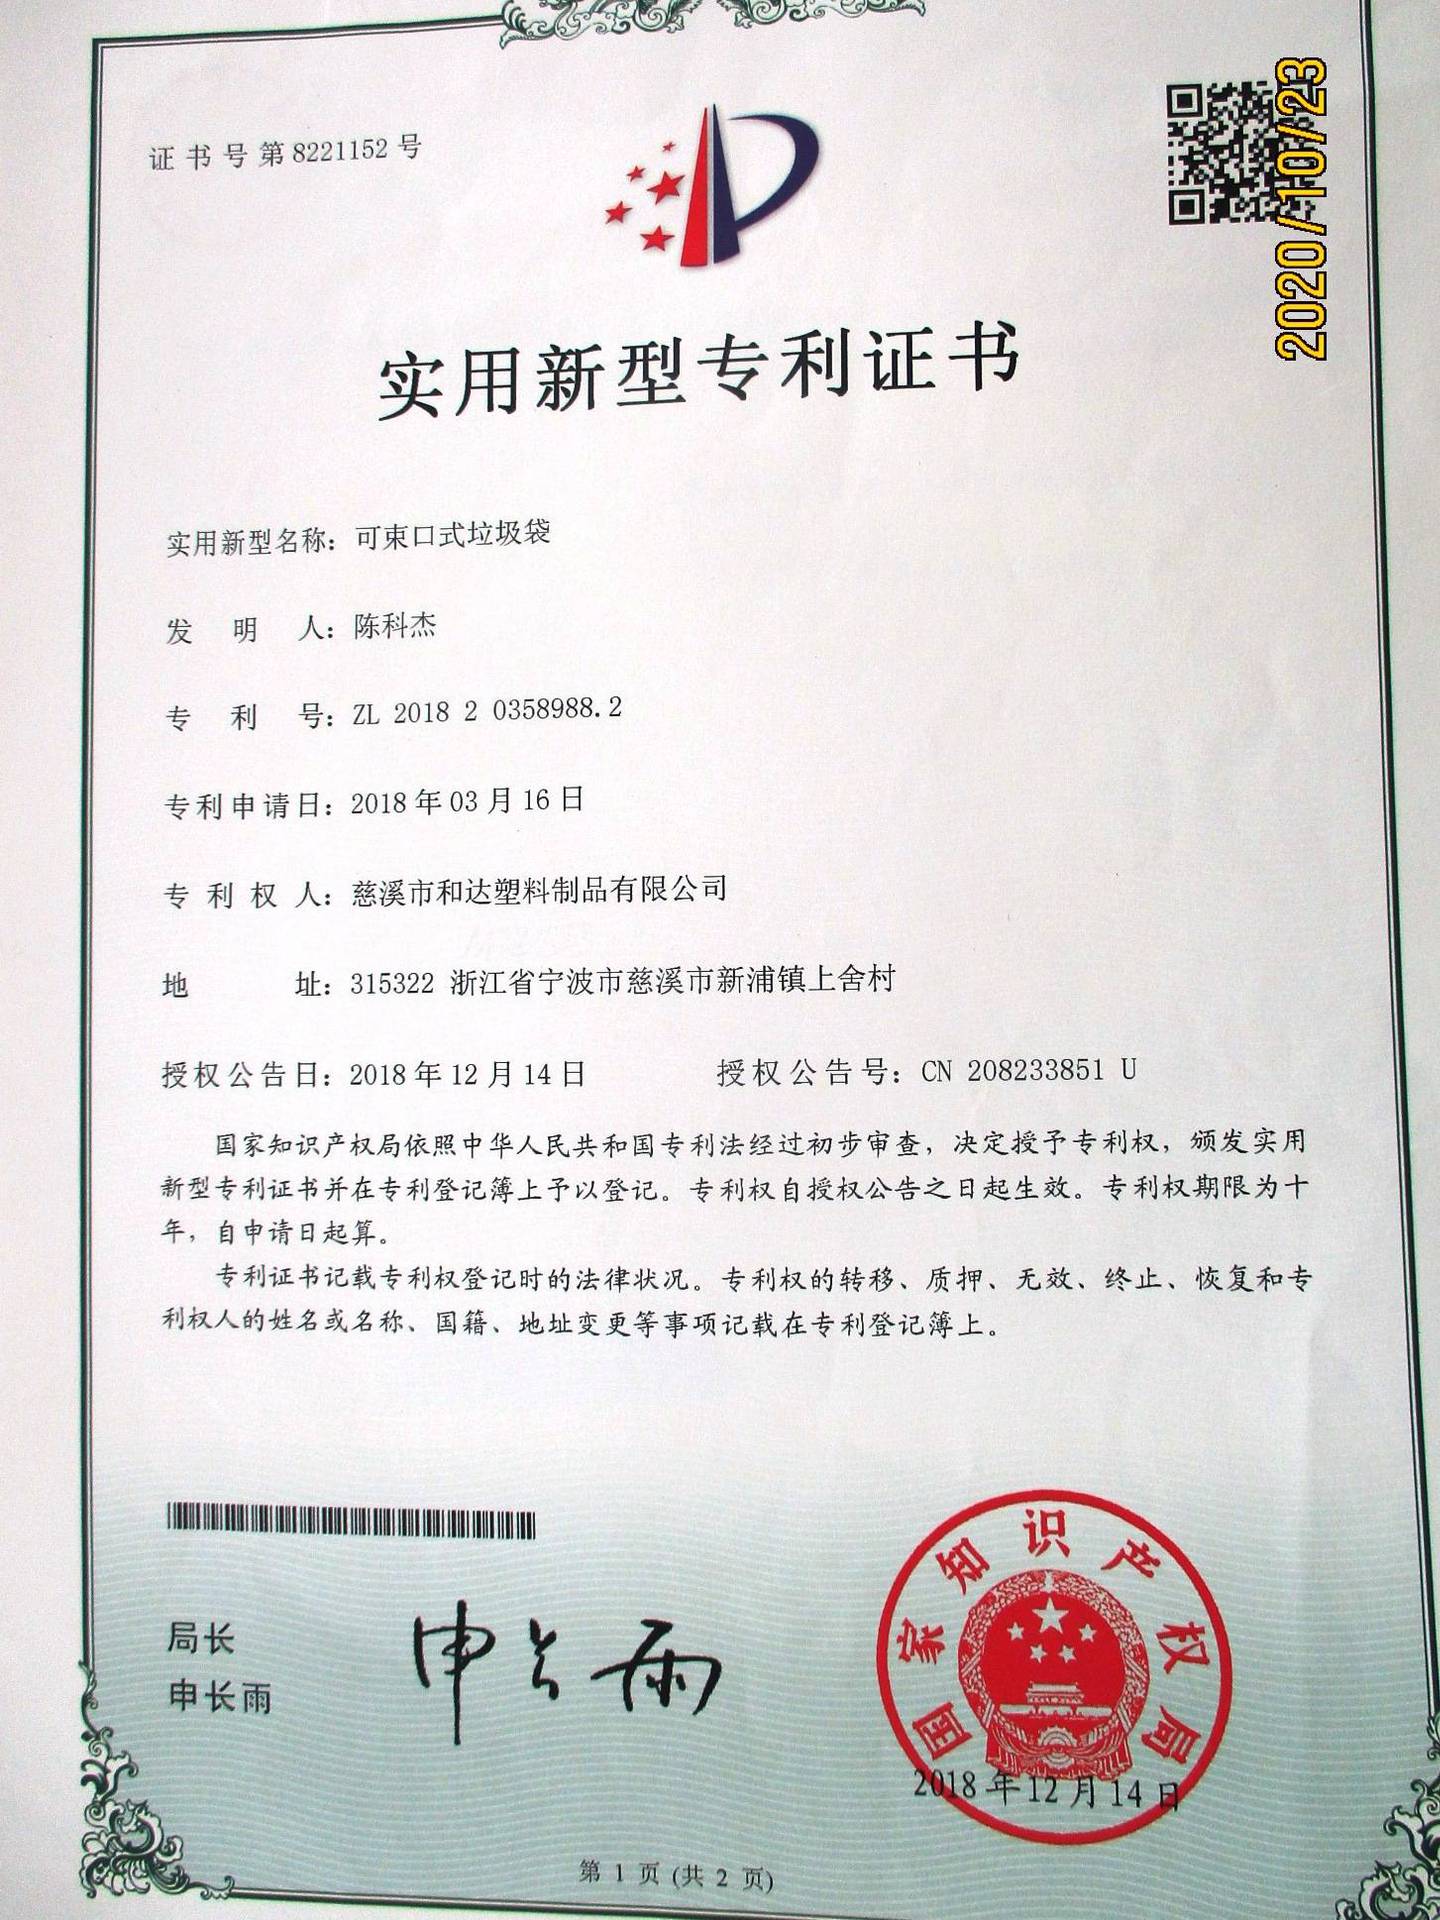 证书号第8221152号
2020/10/23
实用新型专利证书
实用新型名称：可束口式垃圾袋
发明人：陈科杰
专利号：ZL 2018 2 0358988.2
专利申请日：2018年03月16日
专利权人：慈溪市和达塑料制品有限公司
地址：315322 浙江省宁波市慈溪市新浦镇上舍村
授权公告日：2018年12月14日 授权公告号：CN 208233851 U
国家知识产权局依照中华人民共和国专利法经过初步审查，决定授予专利权，颁发实用
新型专利证书并在专利登记簿上予以登记。专利权自授权公告之日起生效。专利权期限为十
年，自申请日起算。
专利证书记载专利权登记时的法律状况。专利权的转移、质押、无效、终止、恢复和专
利权人的姓名或名称、国籍、地址变更等事项记载在专利登记簿上。
局长
申长雨
申长雨
国家知识产权局
2018年12月14日
第 1 页 (共 2 页)